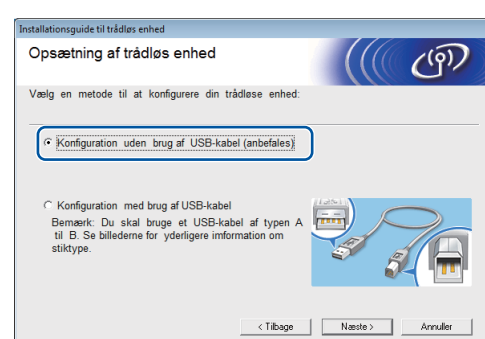 Installationsguide til trådløs enhed
Opsætning af trådløs enhed
Vælg en metode til at konfigurere din trådløse enhed:
Konfiguration uden brug af USB-kabel (anbefales)
Konfiguration med brug af USB-kabel
Bemærk: Du skal bruge et USB-kabel af typen A
til B. Se billederne for yderligere imformation om
stiktype.
< Tilbage
Næste >
Annuller